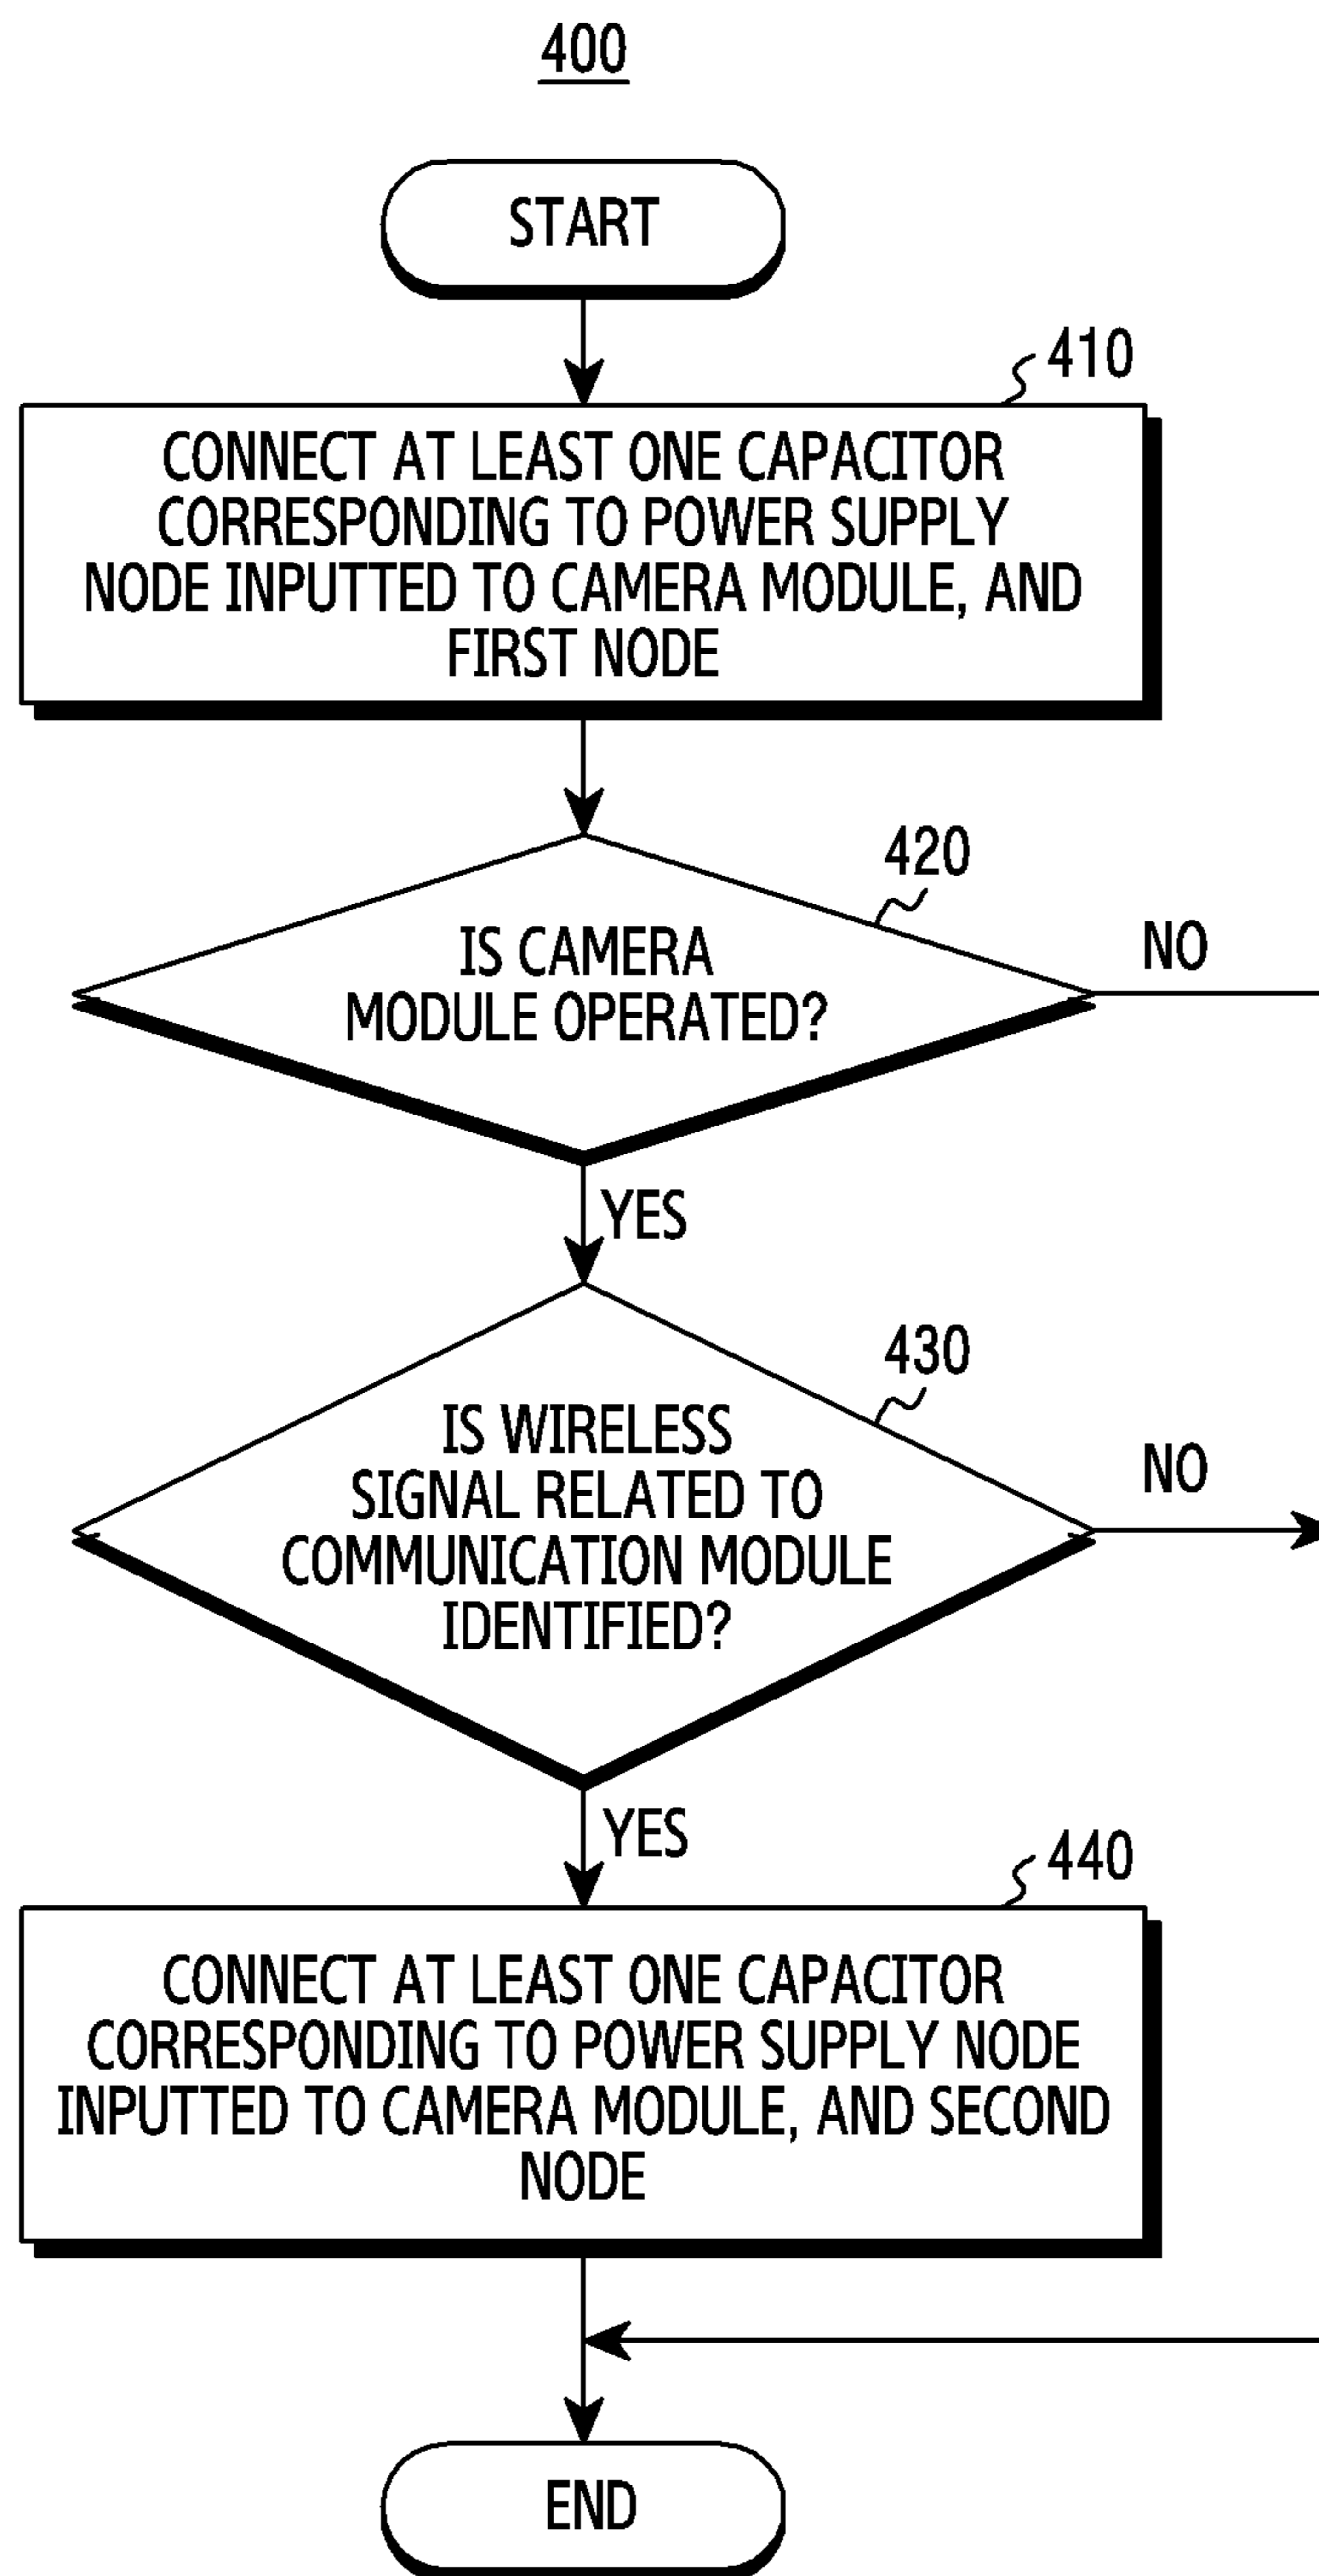 400
START
410
CONNECT AT LEAST ONE CAPACITOR
CORRESPONDING TO POWER SUPPLY
NODE INPUTTED TO CAMERA MODULE, AND
FIRST NODE
420
IS CAMERA
MODULE OPERATED?
NO
YES
430
IS WIRELESS
SIGNAL RELATED TO
COMMUNICATION MODULE
IDENTIFIED?
NO
YES
440
CONNECT AT LEAST ONE CAPACITOR
CORRESPONDING TO POWER SUPPLY NODE
INPUTTED TO CAMERA MODULE, AND SECOND
NODE
END